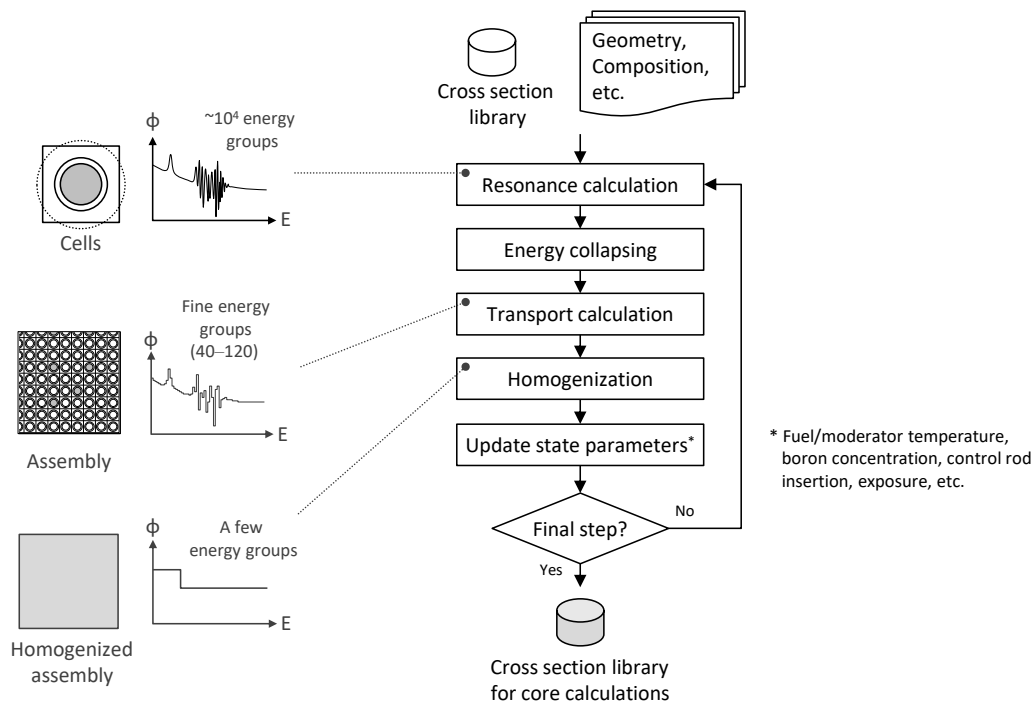 Geometry,
Composition,
etc.
Cross section
library
ϕ
~10⁴ energy
groups
E
Cells
Resonance calculation
Energy collapsing
Fine energy
groups
(40–120)
ϕ
E
Assembly
Transport calculation
Homogenization
Update state parameters*
* Fuel/moderator temperature,
boron concentration, control rod
insertion, exposure, etc.
Final step?
No
Yes
ϕ
A few
energy groups
E
Homogenized
assembly
Cross section library
for core calculations